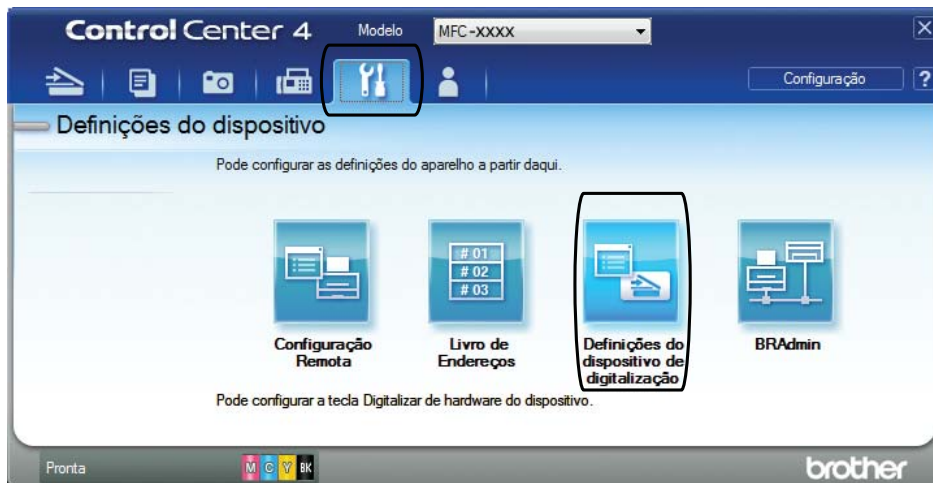 Control Center 4 Modelo MFC-XXXX X
Configuração ?
Definições do dispositivo
Pode configurar as definições do aparelho a partir daqui.
# 01
# 02
# 03
Configuração Remota
Livro de Endereços
Definições do dispositivo de digitalização
BRAdmin
Pode configurar a tecla Digitalizar de hardware do dispositivo.
Pronta M C Y BK brother